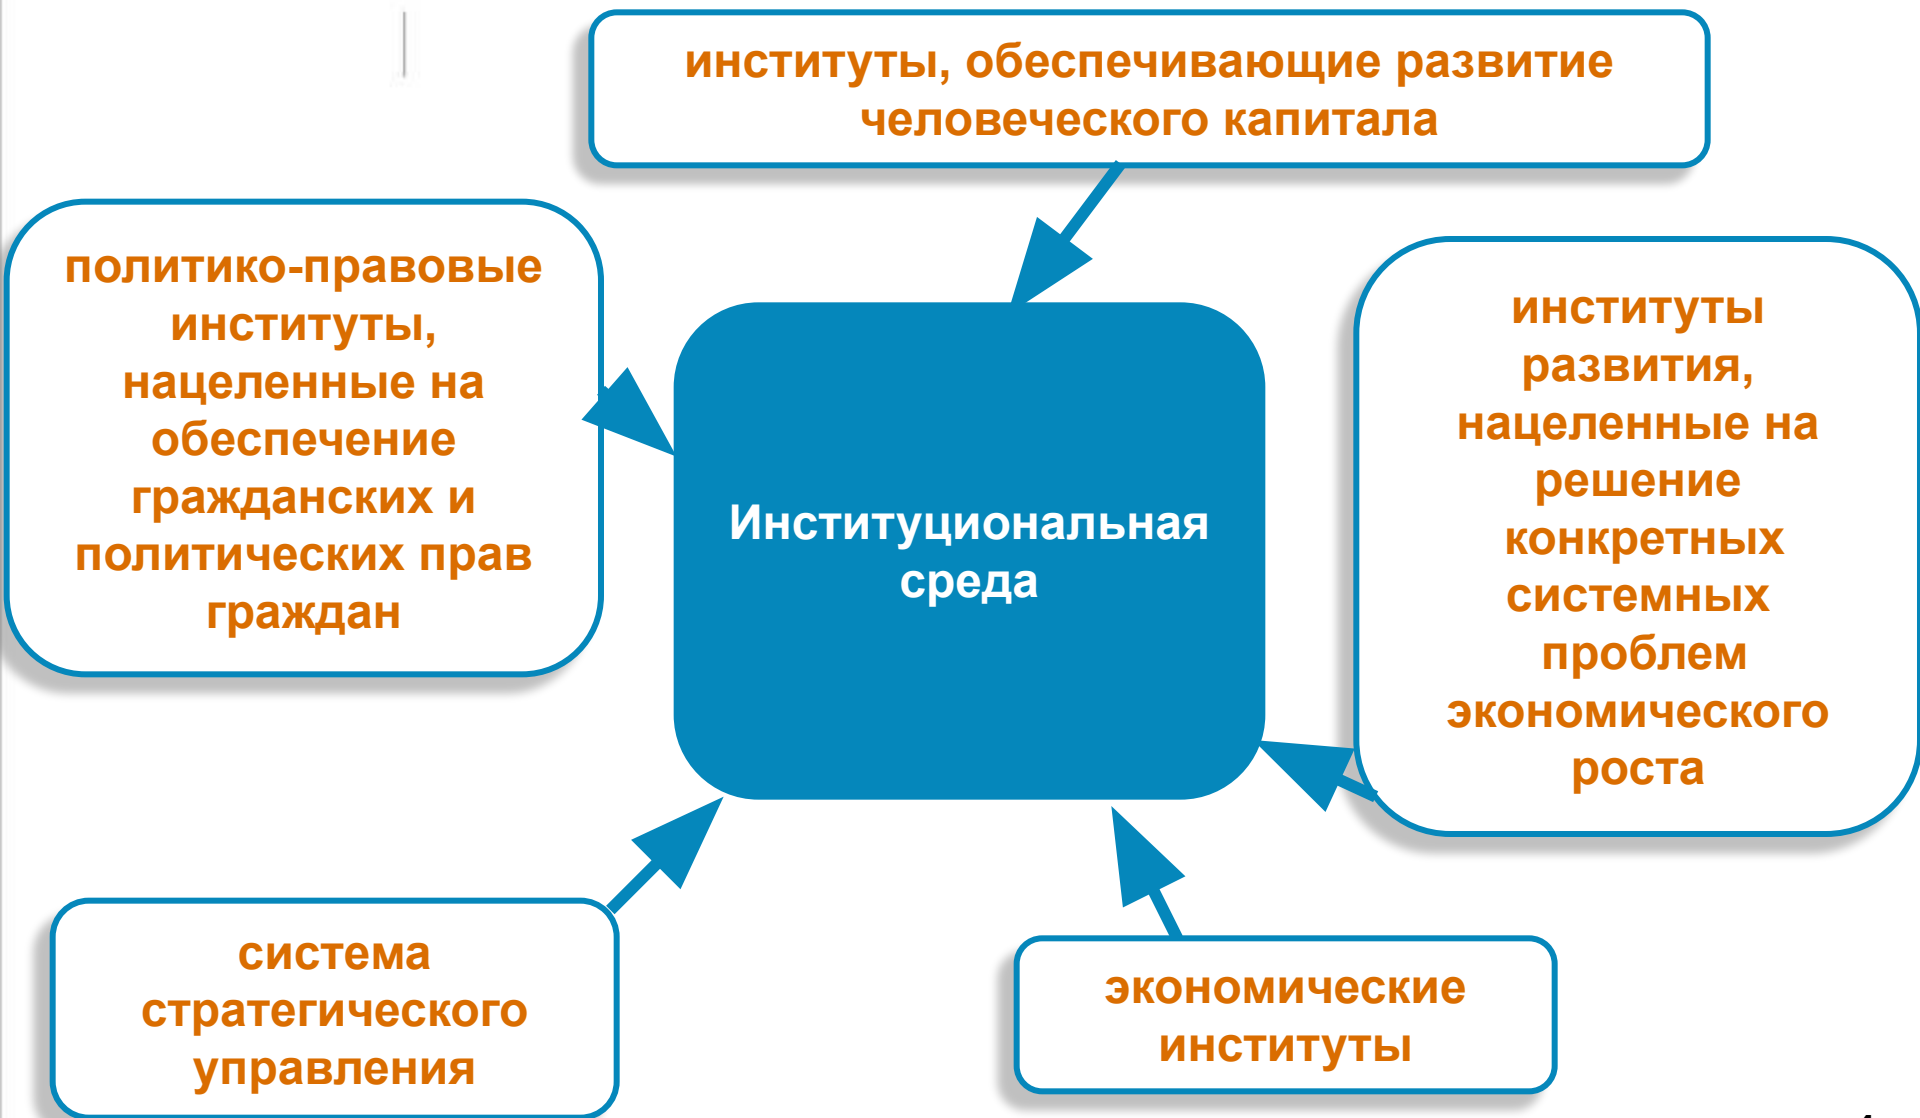 институты, обеспечивающие развитие
человеческого капитала
политико-правовые
институты,
нацеленные на
обеспечение
гражданских и
политических прав
граждан
Институциональная
среда
институты
развития,
нацеленные на
решение
конкретных
системных
проблем
экономического
роста
система
стратегического
управления
экономические
институты